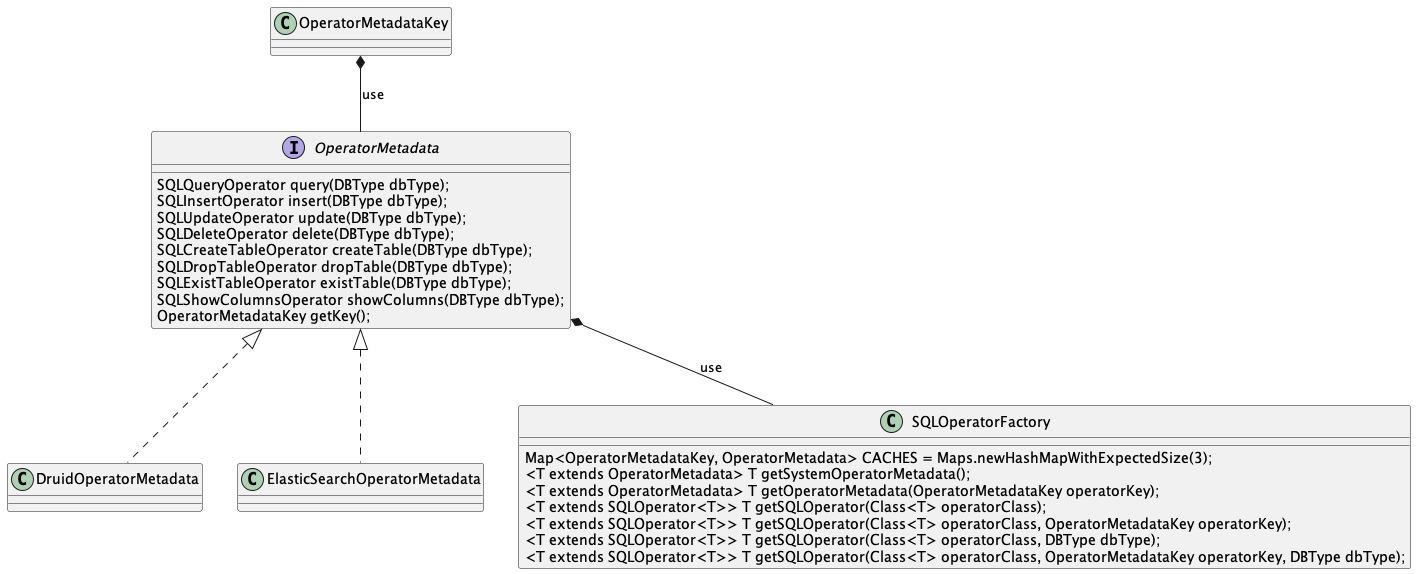 C OperatorMetadataKey
use
I OperatorMetadata
SQLQueryOperator query(DBType dbType);
SQLInsertOperator insert(DBType dbType);
SQLUpdateOperator update(DBType dbType);
SQLDeleteOperator delete(DBType dbType);
SQLCreateTableOperator createTable(DBType dbType);
SQLDropTableOperator dropTable(DBType dbType);
SQLExistTableOperator existTable(DBType dbType);
SQLShowColumnsOperator showColumns(DBType dbType);
OperatorMetadataKey getKey();
use
C DruidOperatorMetadata
C ElasticSearchOperatorMetadata
C SQLOperatorFactory
Map<OperatorMetadataKey, OperatorMetadata> CACHES = Maps.newHashMapWithExpectedSize(3);
<T extends OperatorMetadata> T getSystemOperatorMetadata();
<T extends OperatorMetadata> T getOperatorMetadata(OperatorMetadataKey operatorKey);
<T extends SQLOperator<T>> T getSQLOperator(Class<T> operatorClass);
<T extends SQLOperator<T>> T getSQLOperator(Class<T> operatorClass, OperatorMetadataKey operatorKey);
<T extends SQLOperator<T>> T getSQLOperator(Class<T> operatorClass, DBType dbType);
<T extends SQLOperator<T>> T getSQLOperator(Class<T> operatorClass, OperatorMetadataKey operatorKey, DBType dbType);